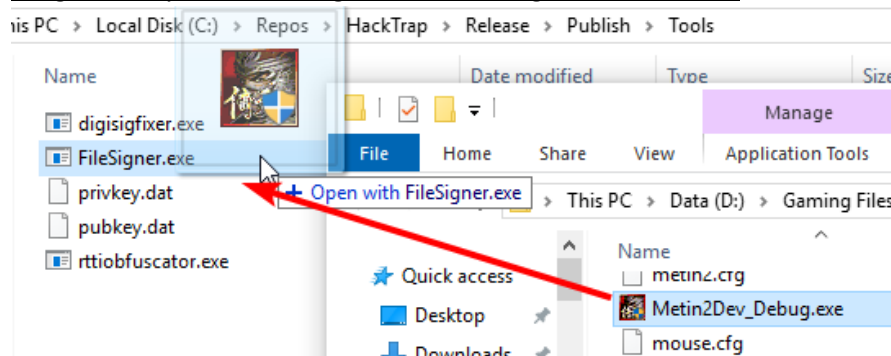 his PC > Local Disk (C:) > Repos > HackTrap > Release > Publish > Tools
Name Date modified Type Size
digisigfixer.exe
FileSigner.exe
privkey.dat
pubkey.dat
rttiobfuscator.exe
Manage
File Home Share View Application Tools
+ Open with FileSigner.exe
> This PC > Data (D:) > Gaming Files
Name
Quick access
Desktop
Downloads
metin2.cfg
Metin2Dev_Debug.exe
mouse.cfg